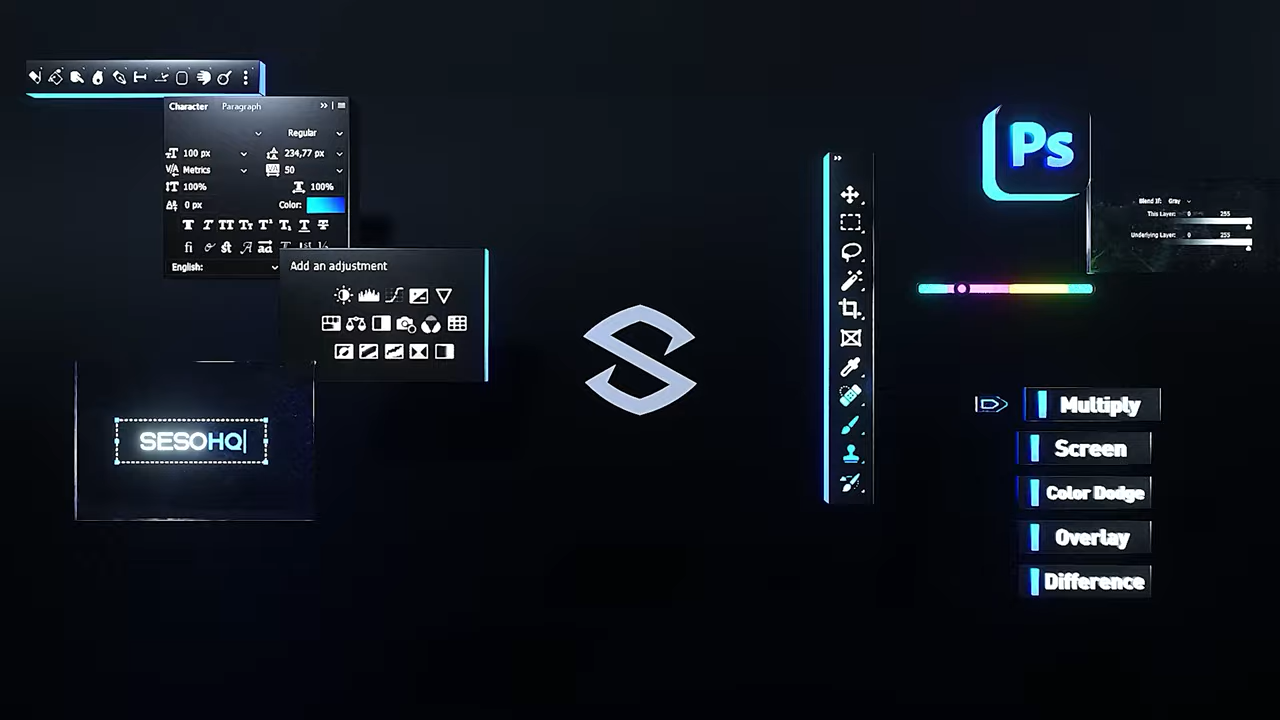 Character Paragraph
Regular
100 px 234,77 px
Metrics 50
100% 100%
0 px Color:
English:
Add an adjustment
SESOHQ
Ps
Blend If: Gray
This Layer: 0 255
Underlying Layer: 0 255
Multiply
Screen
Color Dodge
Overlay
Difference